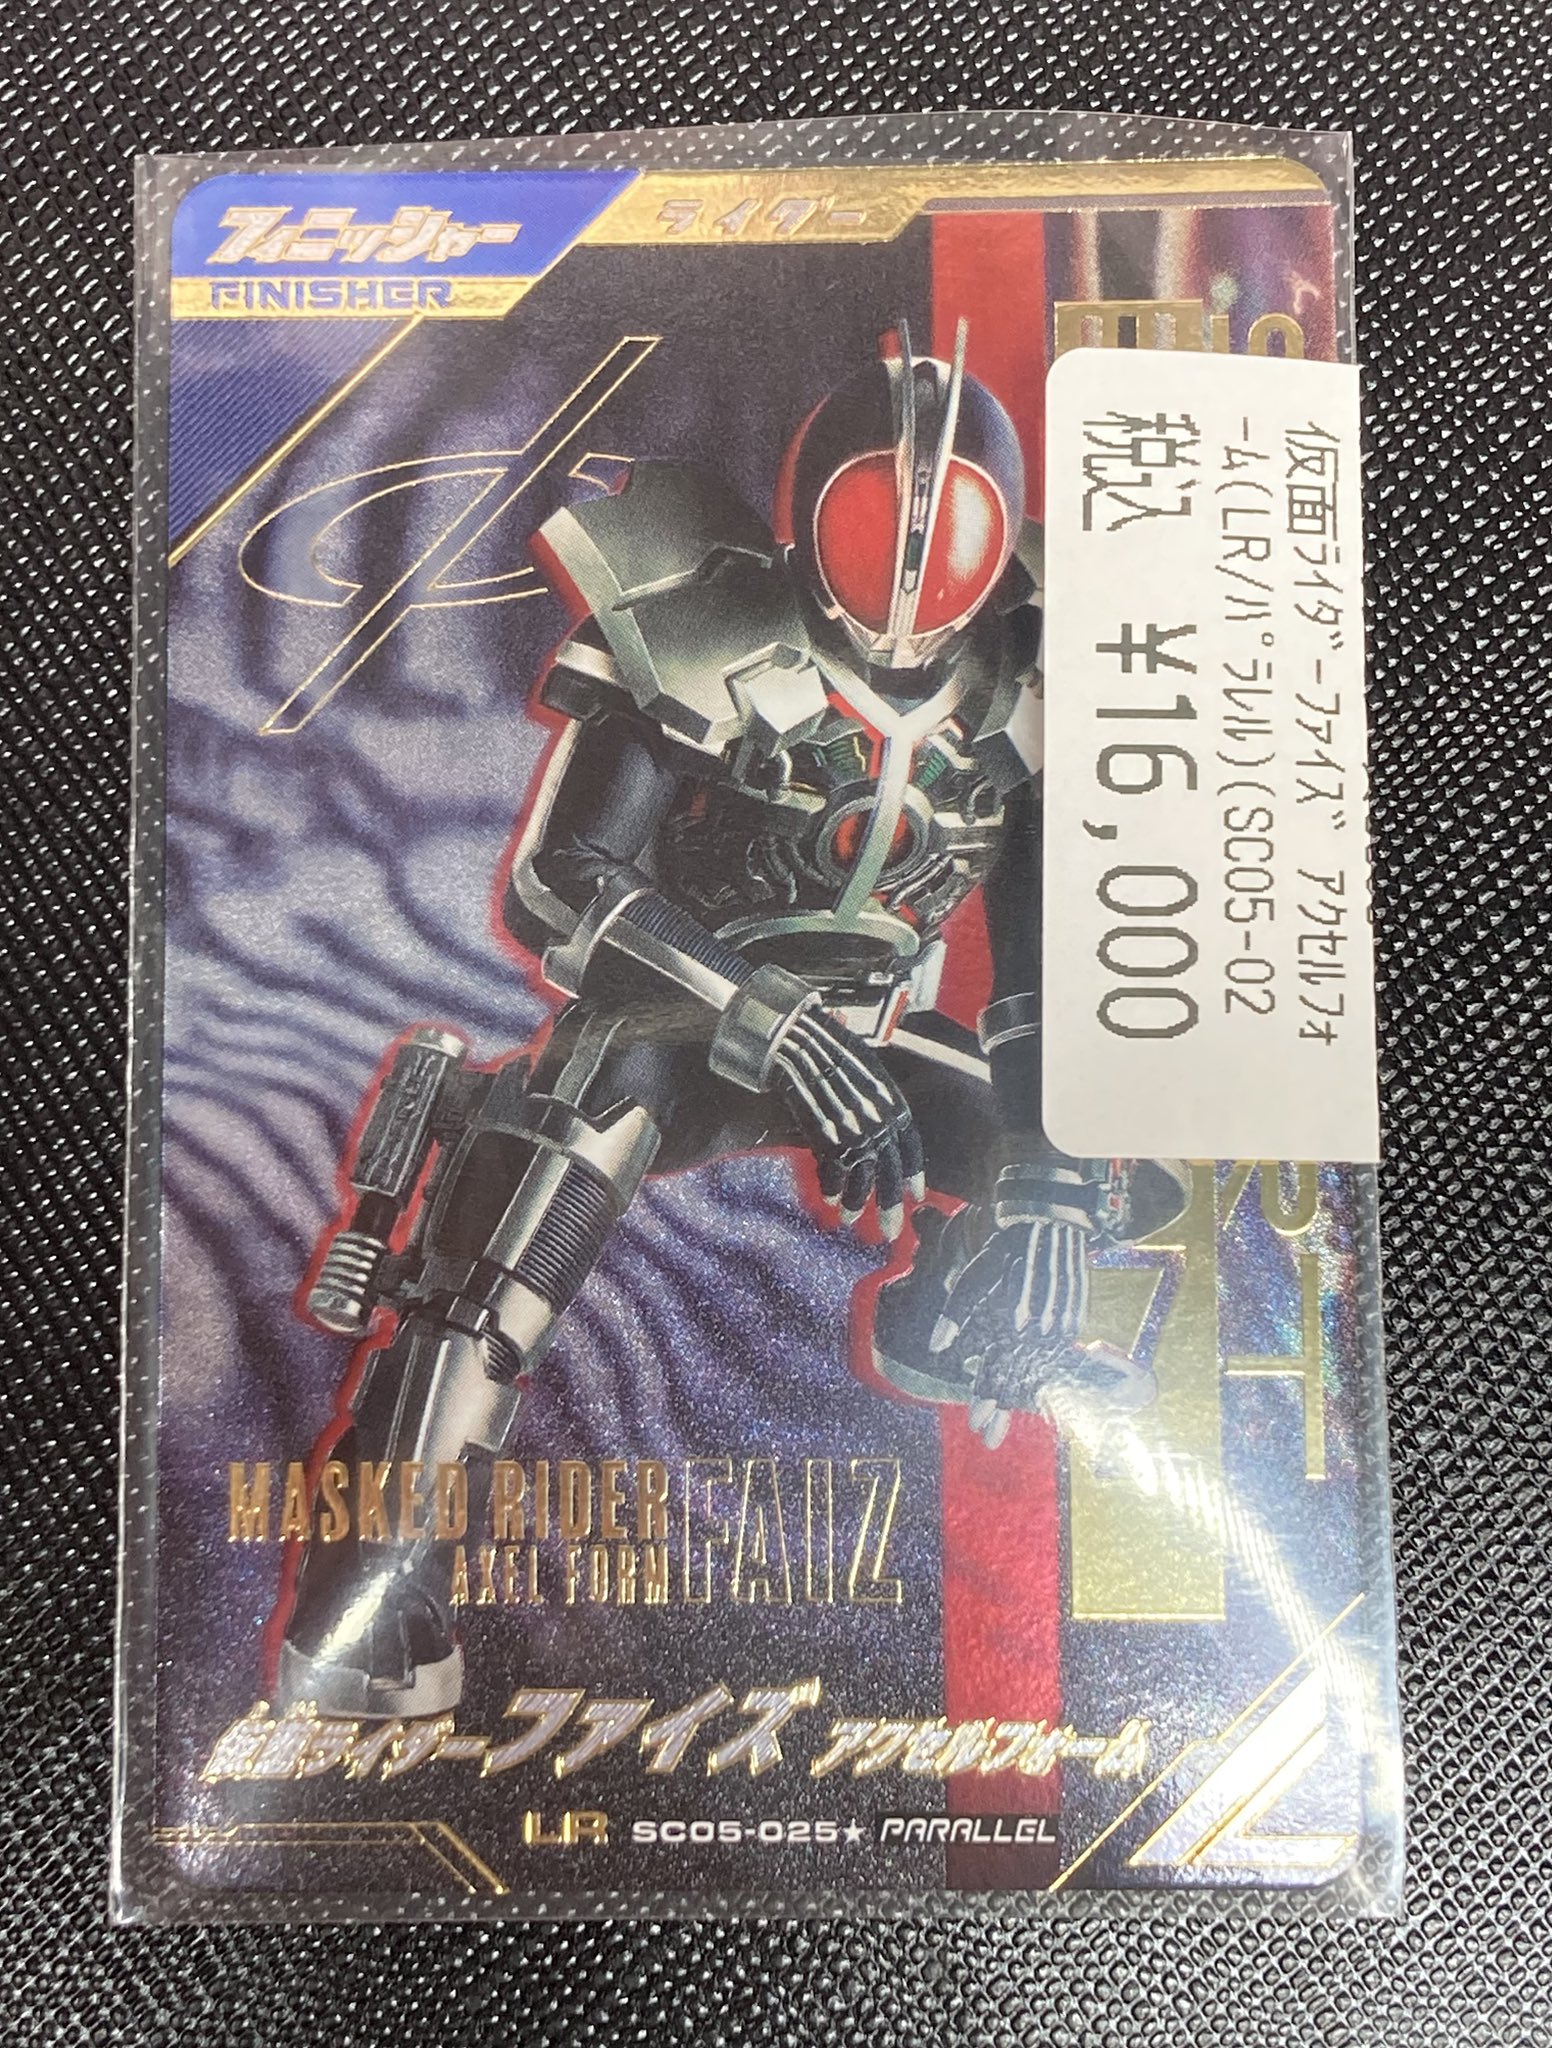 フィニッシャー
FINISHER
ライダー
仮面ライダーファイズ アクセルフォ
ーム(LR/パラレル)(SC05-02
税込 ¥16,000
MASKED RIDER
AXEL FORM
FAIZ
仮面ライダーファイズ アクセルフォーム
LR SC05-025★ PARALLEL